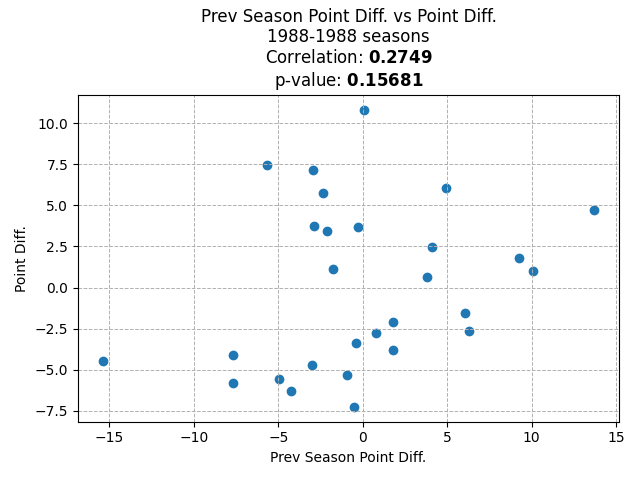 Prev Season Point Diff. vs Point Diff.
1988-1988 seasons
Correlation: 0.2749
p-value: 0.15681
10.0
7.5
5.0
2.5
0.0
−2.5
−5.0
−7.5
Point Diff.
−15
−10
−5
0
5
10
15
Prev Season Point Diff.